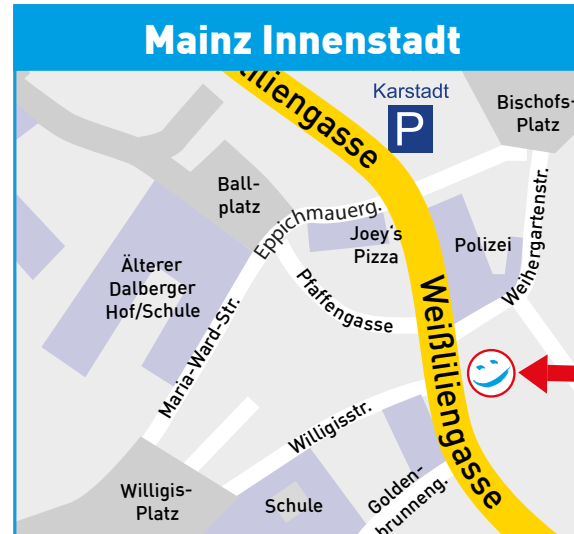 Mainz Innenstadt
liliengasse
Karstadt
P
Bischofs-
Platz
Ball-
platz
Eppichmauerg.
Joey's
Pizza
Polizei
Weihergartenstr.
Älterer
Dalberger
Hof/Schule
Pfaffengasse
Maria-Ward-Str.
Weißliliengasse
Willigisstr.
Willigis-
Platz
Schule
Golden-
brunneng.